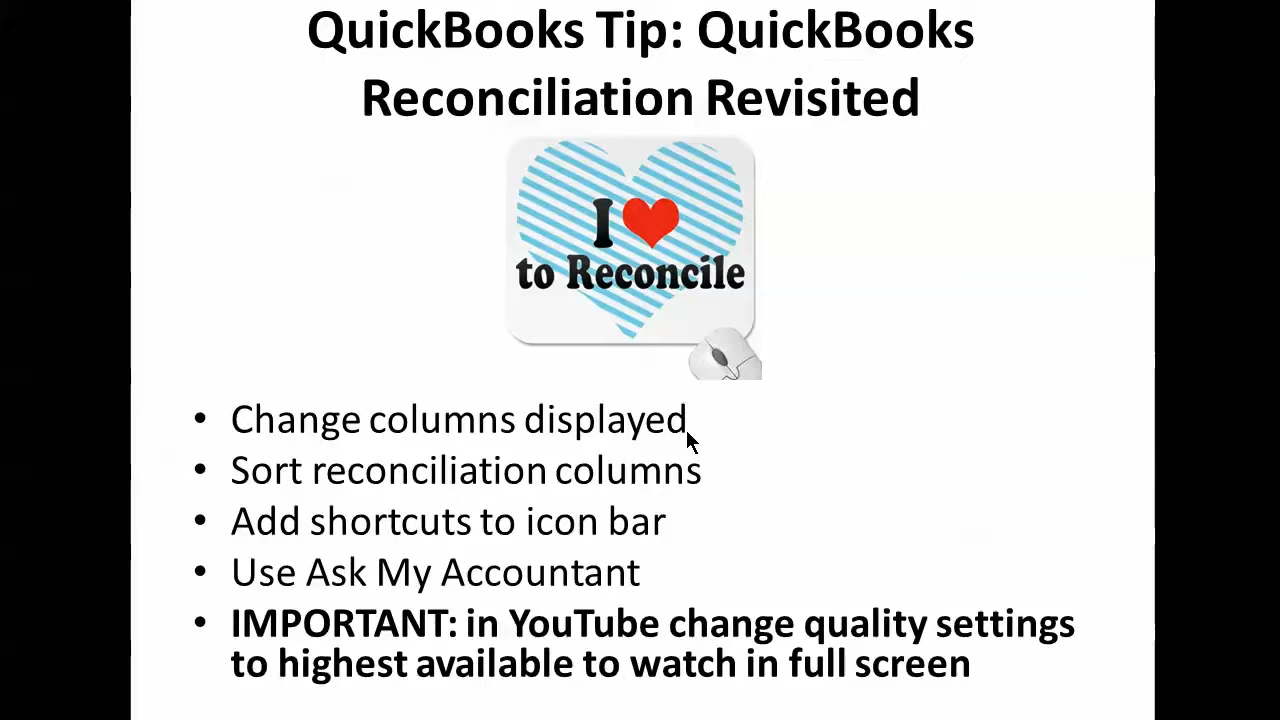 QuickBooks Tip: QuickBooks
Reconciliation Revisited
I
to Reconcile
• Change columns displayed
• Sort reconciliation columns
• Add shortcuts to icon bar
• Use Ask My Accountant
• IMPORTANT: in YouTube change quality settings
to highest available to watch in full screen